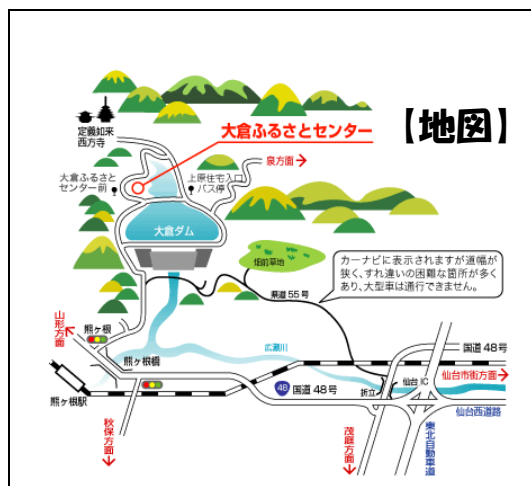 【地図】
大倉ふるさとセンター
定義如来
西方寺
泉方面
大倉ふるさと
センター前
上原住宅入口
バス停
大倉ダム
畑前草地
カーナビに表示されますが道幅が
狭く、すれ違いの困難な箇所が多く
あり、大型車は通行できません。
県道55号
山形方面
熊ヶ根
広瀬川
国道48号
熊ヶ根橋
仙台市街方面
熊ヶ根駅
48
国道48号
折立
仙台IC
仙台西道路
秋保方面
茂庭方面
東北自動車道